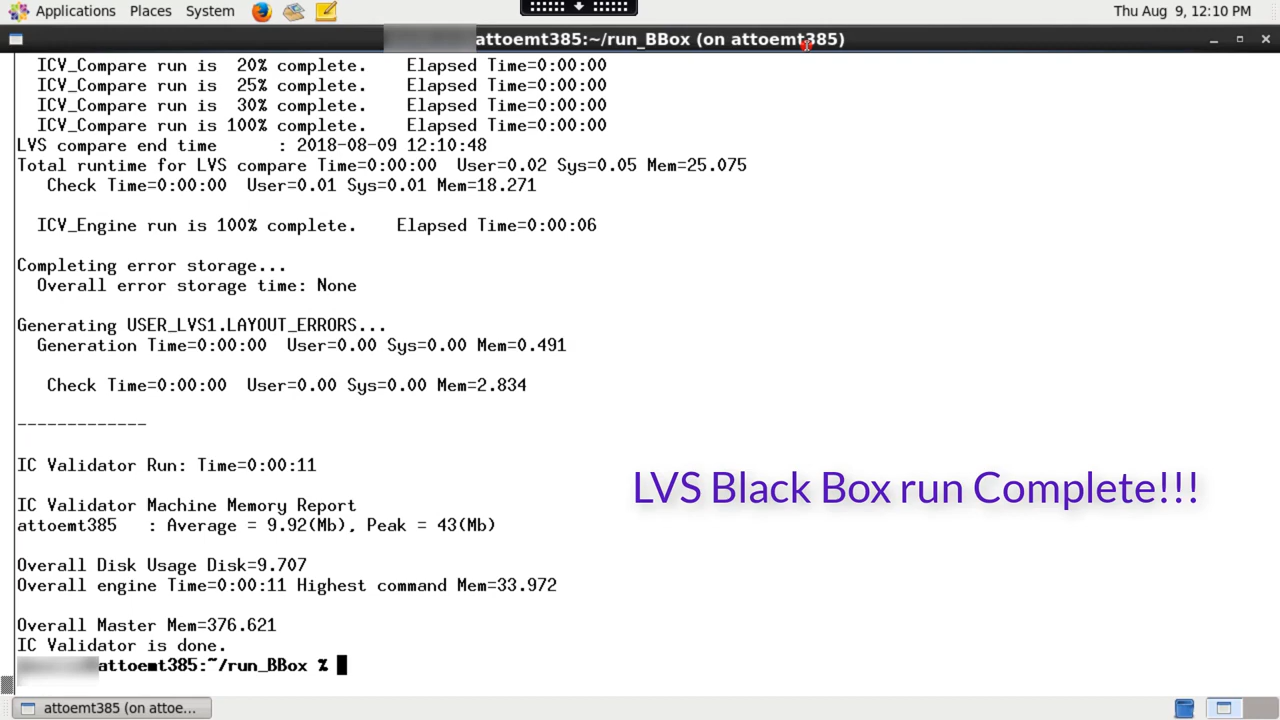 Applications Places System Thu Aug 9, 12:10 PM
attoemt385:~/run_BBox (on attoemt385)
ICV_Compare run is 20% complete. Elapsed Time=0:00:00
ICV_Compare run is 25% complete. Elapsed Time=0:00:00
ICV_Compare run is 30% complete. Elapsed Time=0:00:00
ICV_Compare run is 100% complete. Elapsed Time=0:00:00
LVS compare end time : 2018-08-09 12:10:48
Total runtime for LVS compare Time=0:00:00 User=0.02 Sys=0.05 Mem=25.075
Check Time=0:00:00 User=0.01 Sys=0.01 Mem=18.271
ICV_Engine run is 100% complete. Elapsed Time=0:00:06
Completing error storage...
Overall error storage time: None
Generating USER_LVS1.LAYOUT_ERRORS...
Generation Time=0:00:00 User=0.00 Sys=0.00 Mem=0.491
Check Time=0:00:00 User=0.00 Sys=0.00 Mem=2.834
-------------
IC Validator Run: Time=0:00:11
LVS Black Box run Complete!!!
IC Validator Machine Memory Report
attoemt385 : Average = 9.92(Mb), Peak = 43(Mb)
Overall Disk Usage Disk=9.707
Overall engine Time=0:00:11 Highest command Mem=33.972
Overall Master Mem=376.621
IC Validator is done.
attoemt385:~/run_BBox %
attoemt385 (on attoe...